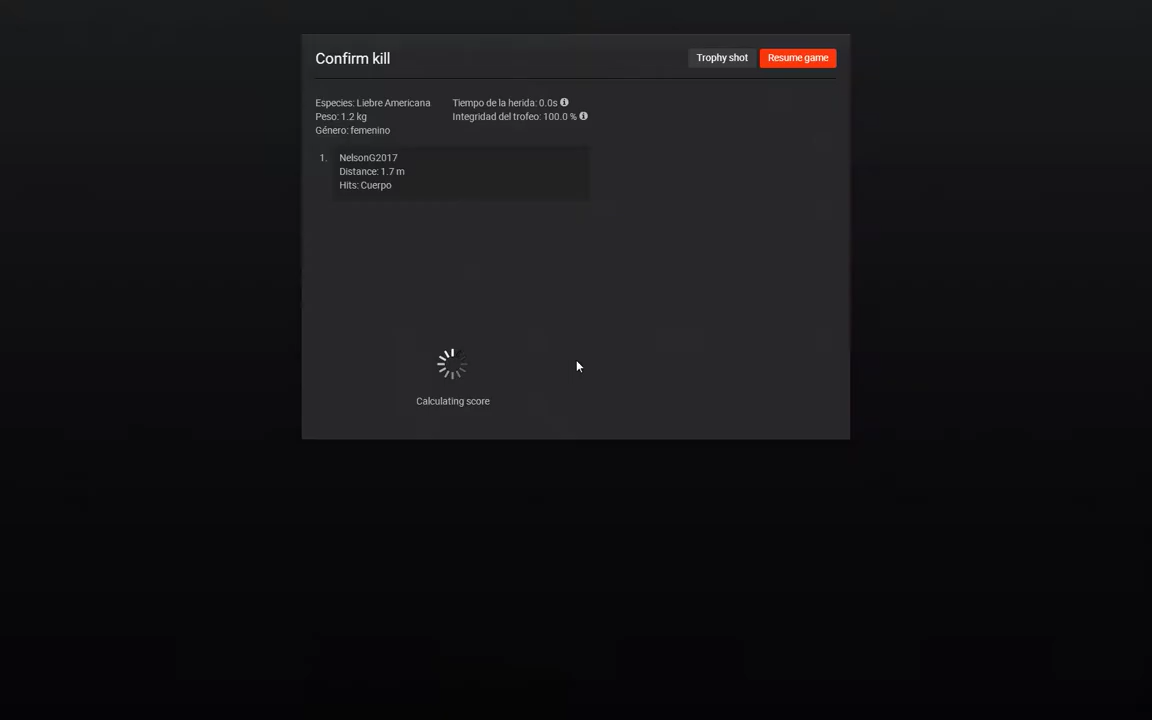 Confirm kill
Trophy shot
Resume game
Especies: Liebre Americana
Peso: 1.2 kg
Género: femenino
Tiempo de la herida: 0.0s
Integridad del trofeo: 100.0 %
1.
NelsonG2017
Distance: 1.7 m
Hits: Cuerpo
Calculating score